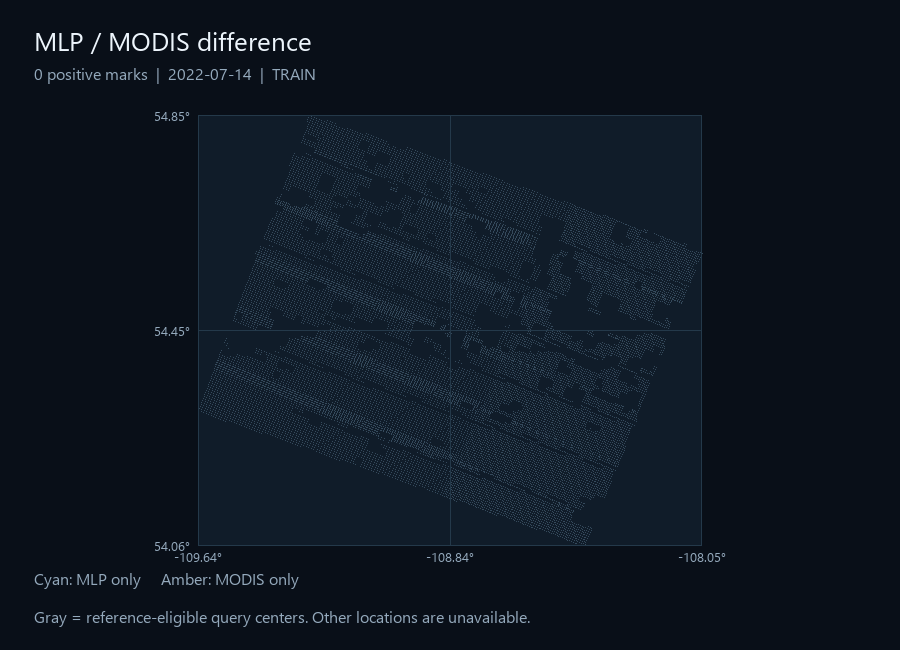 MLP / MODIS difference
0 positive marks | 2022-07-14 | TRAIN
54.85°
54.45°
54.06°
-109.64° -108.84° -108.05°
Cyan: MLP only Amber: MODIS only
Gray = reference-eligible query centers. Other locations are unavailable.